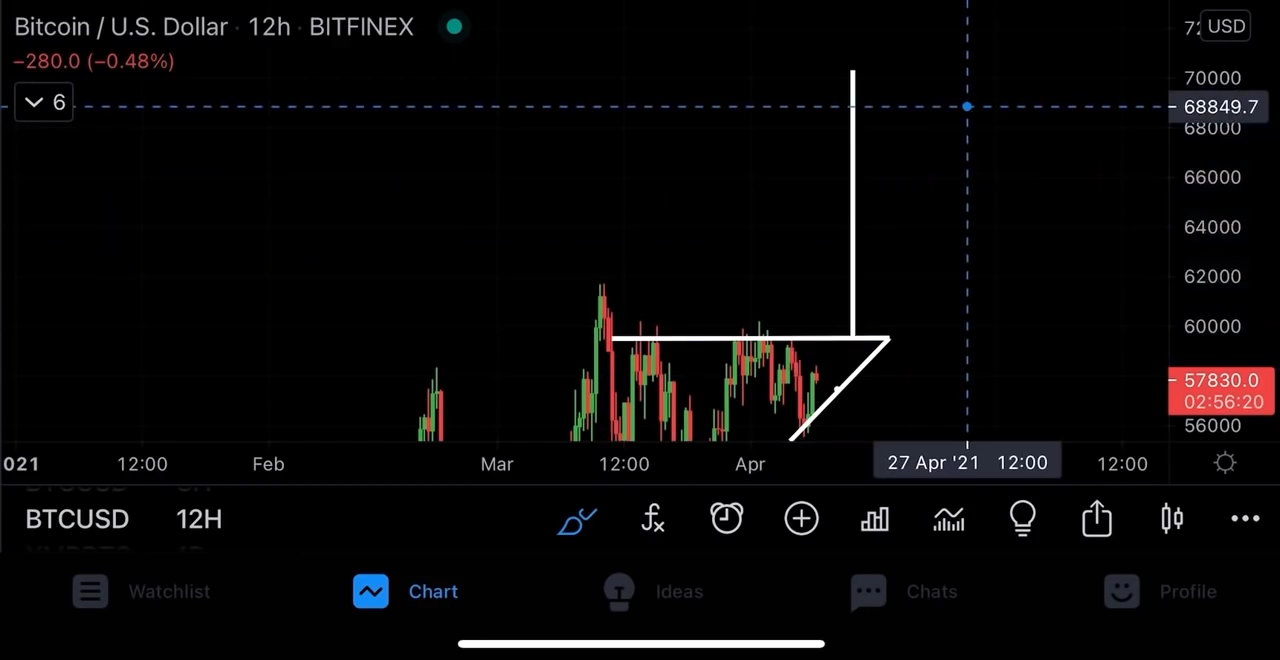 Bitcoin / U.S. Dollar · 12h · BITFINEX
−280.0 (−0.48%)
6
USD
70000
68849.7
68000
66000
64000
62000
60000
57830.0
02:56:20
56000
021 12:00 Feb Mar 12:00 Apr 27 Apr '21 12:00 12:00
BTCUSD 12H
fx
Watchlist Chart Ideas Chats Profile